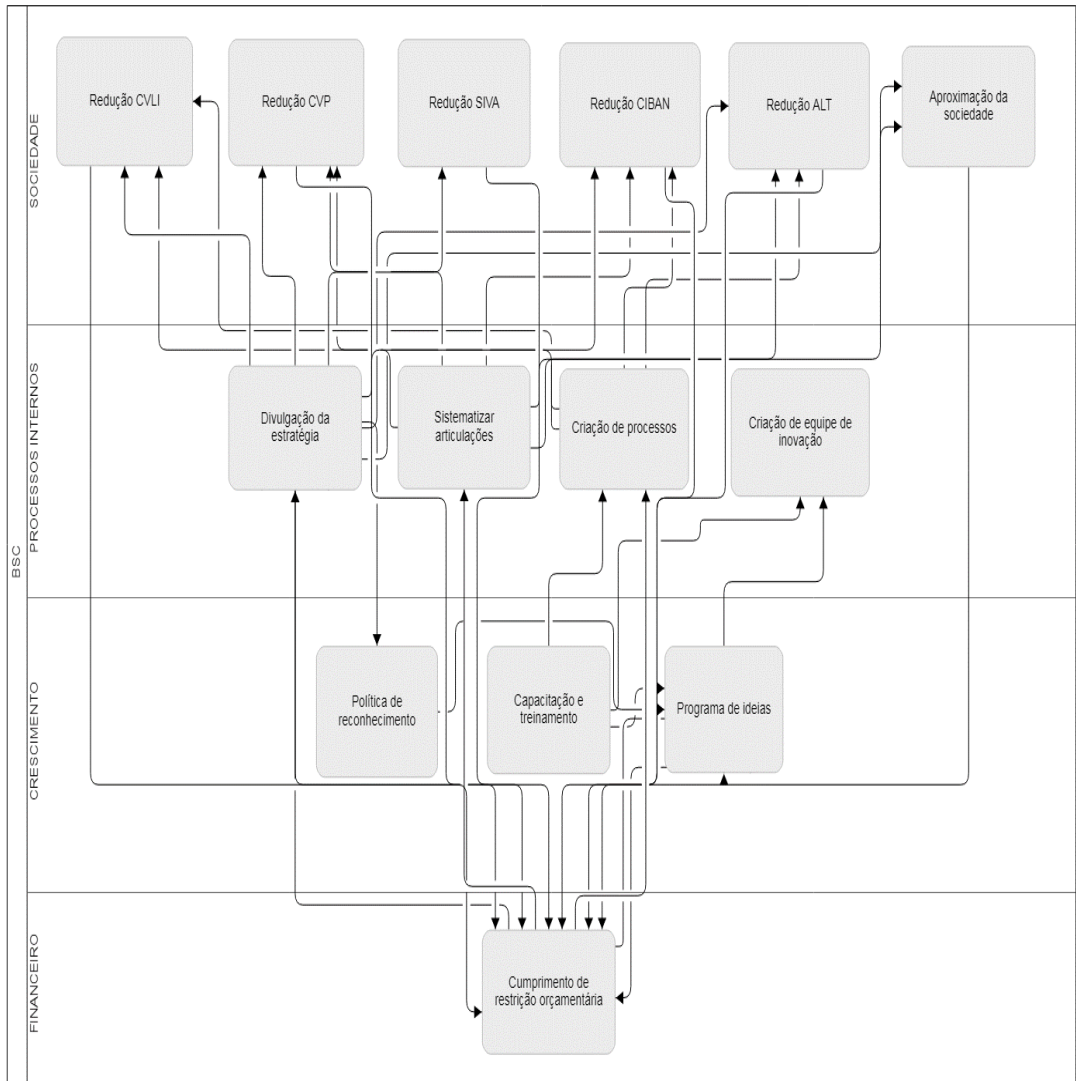 BSC
SOCIEDADE
Redução CVLI
Redução CVP
Redução SIVA
Redução CIBAN
Redução ALT
Aproximação da
sociedade
PROCESSOS INTERNOS
Divulgação da
estratégia
Sistematizar
articulações
Criação de processos
Criação de equipe de
inovação
CRESCIMENTO
Política de
reconhecimento
Capacitação e
treinamento
Programa de ideias
FINANCEIRO
Cumprimento de
restrição orçamentária